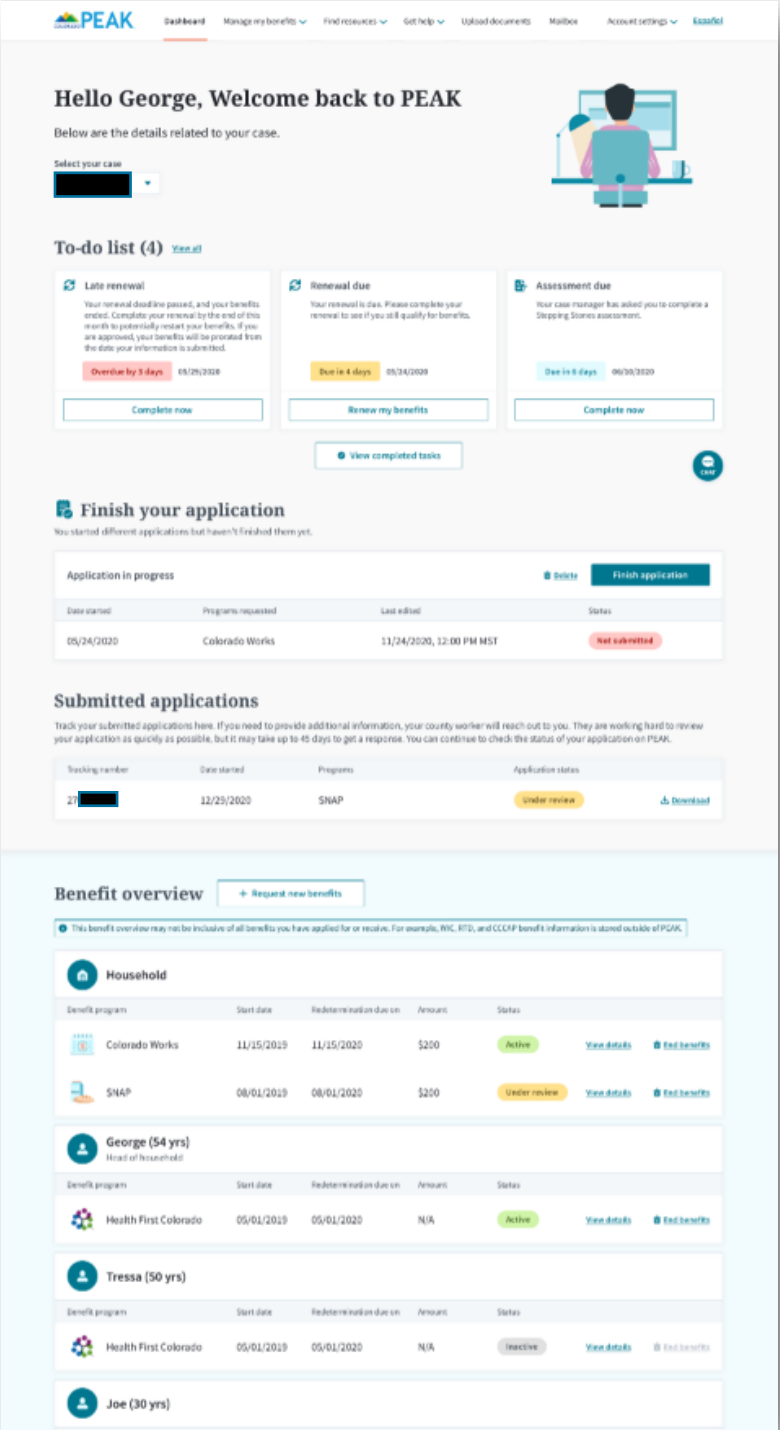 COLORADO PEAK
Dashboard Manage my benefits Find resources Get help Upload documents Mailbox Account settings Español
Hello George, Welcome back to PEAK
Below are the details related to your case.
Select your case
To-do list (4) View all
Late renewal
Your renewal deadline passed, and your benefits
ended. Complete your renewal by the end of this
month to potentially restart your benefits. If you
are approved, your benefits will be prorated from
the date your information is submitted.
Overdue by 3 days 05/29/2020
Complete now
Renewal due
Your renewal is due. Please complete your
renewal to see if you still qualify for benefits.
Due in 4 days 05/24/2020
Renew my benefits
Assessment due
Your case manager has asked you to complete a
Stepping Stones assessment.
Due in 6 days 06/10/2020
Complete now
View completed tasks
CHAT
Finish your application
You started different applications but haven't finished them yet.
Application in progress Delete Finish application
Date started Programs requested Last edited Status
05/24/2020 Colorado Works 11/24/2020, 12:00 PM MST Not submitted
Submitted applications
Track your submitted applications here. If you need to provide additional information, your county worker will reach out to you. They are working hard to review
your application as quickly as possible, but it may take up to 45 days to get a response. You can continue to check the status of your application on PEAK.
Tracking number Date started Programs Application status
27 12/29/2020 SNAP Under review Download
Benefit overview + Request new benefits
This benefit overview may not be inclusive of all benefits you have applied for or receive. For example, WIC, RTD, and CCCAP benefit information is stored outside of PEAK.
Household
Benefit program Start date Redetermination due on Amount Status
Colorado Works 11/15/2019 11/15/2020 $200 Active View details End benefits
SNAP 08/01/2019 08/01/2020 $200 Under review View details End benefits
George (54 yrs)
Head of household
Benefit program Start date Redetermination due on Amount Status
Health First Colorado 05/01/2019 05/01/2020 N/A Active View details End benefits
Tressa (50 yrs)
Benefit program Start date Redetermination due on Amount Status
Health First Colorado 05/01/2019 05/01/2020 N/A Inactive View details End benefits
Joe (30 yrs)